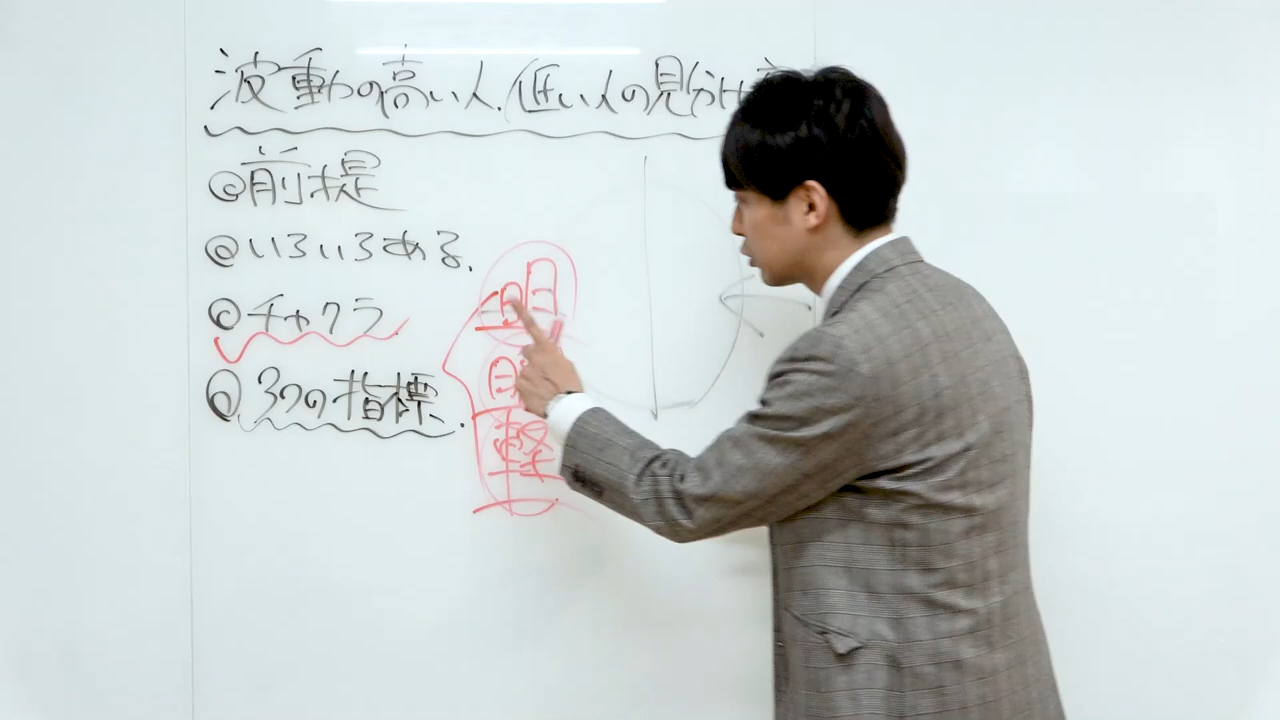 波動の高い人.低い人の見分け
@前提
@いろいろある.
@チャクラ
@3つの指標.
明
軽